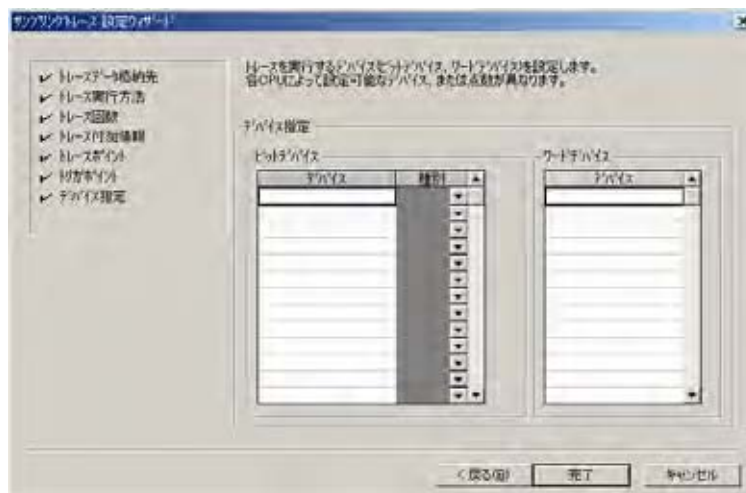 サンプリングトレース 設定ウィザード
トレースデータ格納先
トレース実行方法
トレース回数
トレース付加情報
トレースポイント
トリガポイント
デバイス指定
トレースを実行するデバイス(ビットデバイス, ワードデバイス)を設定します。
各CPUによって設定可能なデバイス, または点数が異なります。
デバイス指定
ビットデバイス
デバイス 種別
ワードデバイス
デバイス
< 戻る(B) 完了 キャンセル